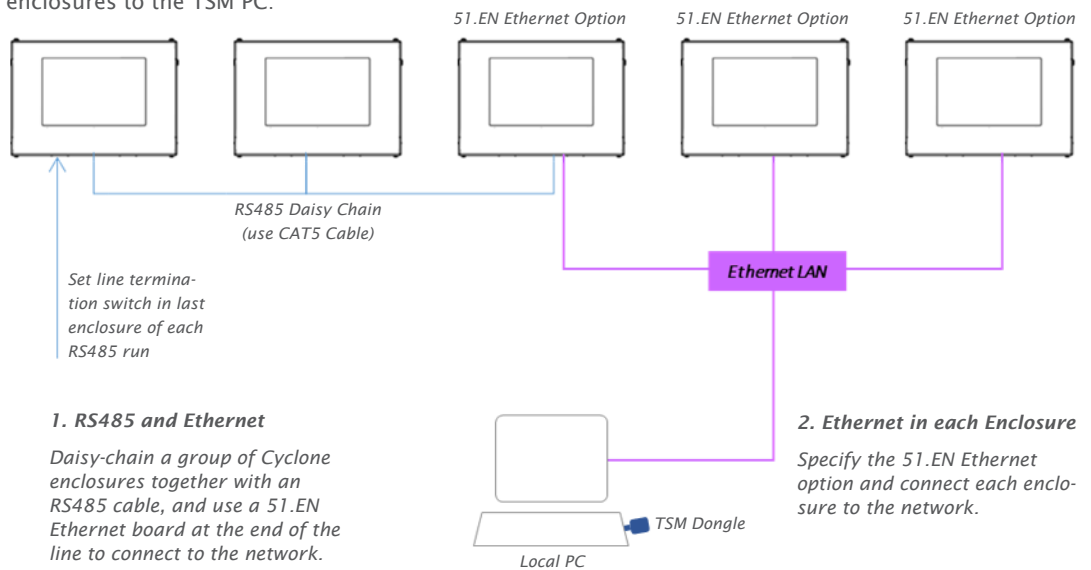 enclosures to the TSM PC.
51.EN Ethernet Option
51.EN Ethernet Option
51.EN Ethernet Option
RS485 Daisy Chain
(use CAT5 Cable)
Ethernet LAN
Set line termina-
tion switch in last
enclosure of each
RS485 run
1. RS485 and Ethernet
Daisy-chain a group of Cyclone
enclosures together with an
RS485 cable, and use a 51.EN
Ethernet board at the end of the
line to connect to the network.
2. Ethernet in each Enclosure
Specify the 51.EN Ethernet
option and connect each enclo-
sure to the network.
TSM Dongle
Local PC